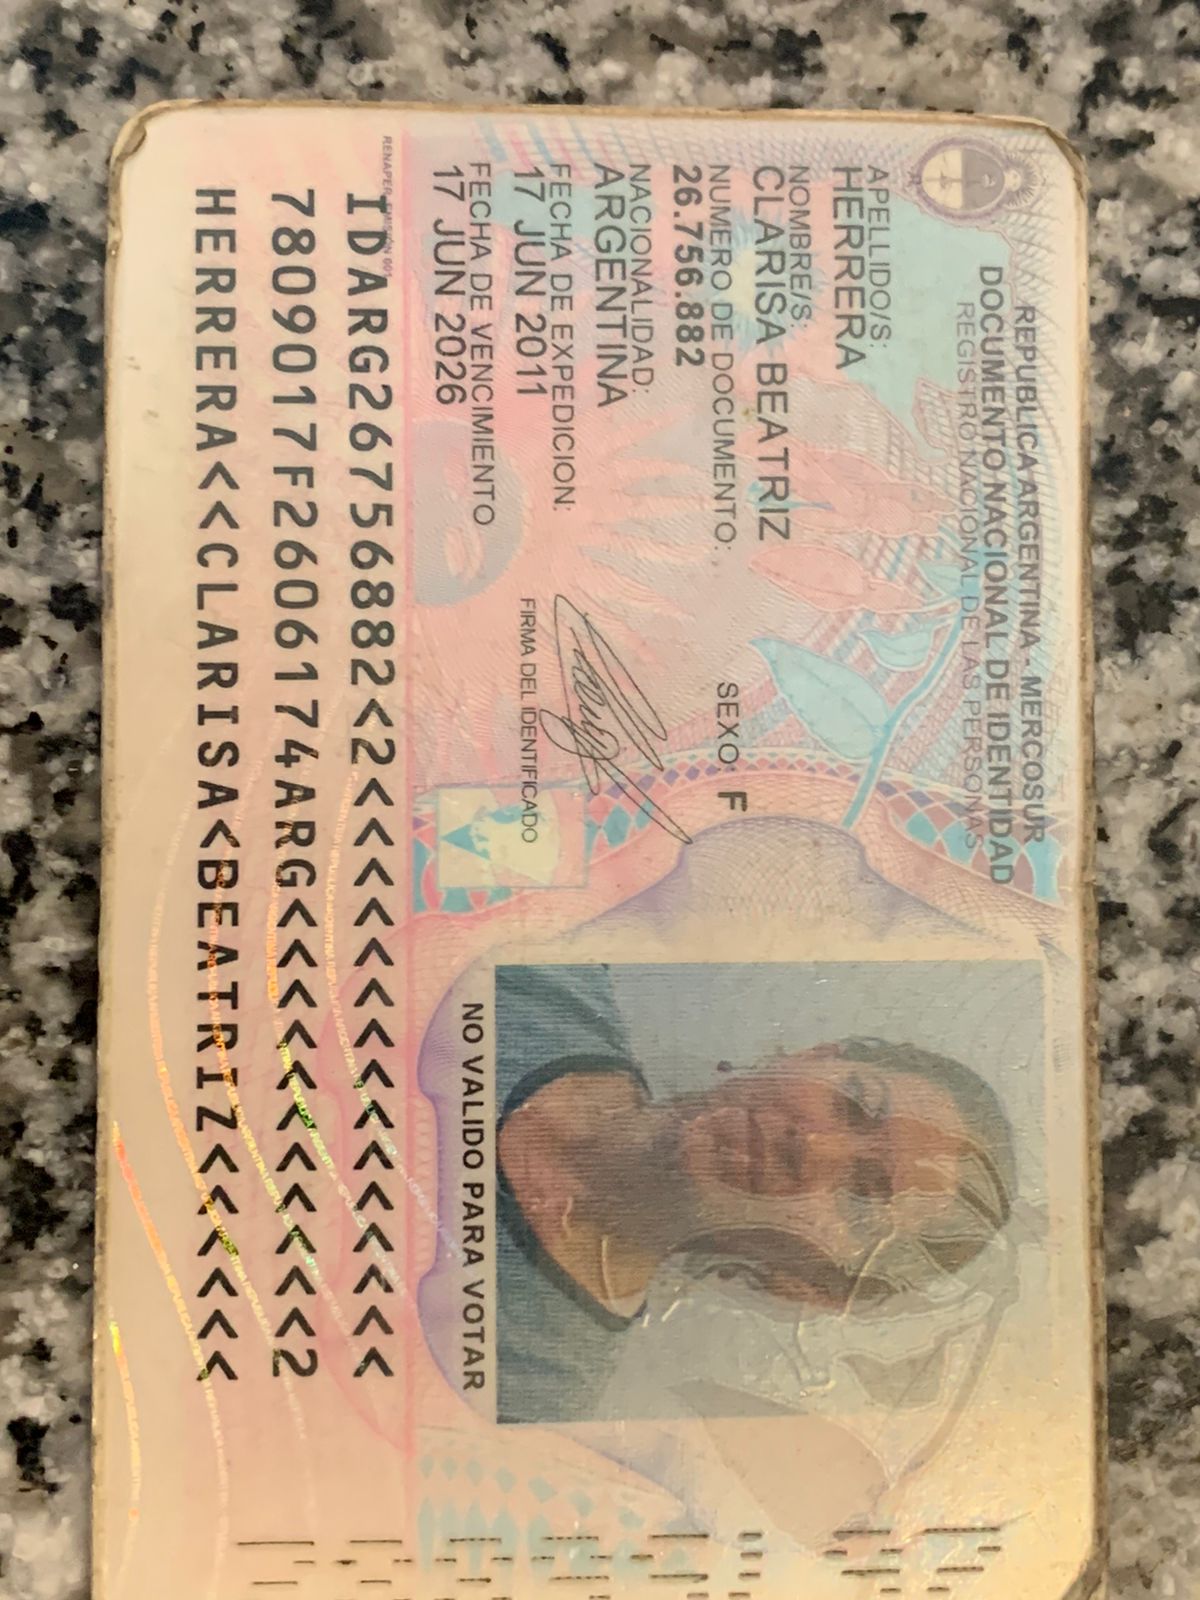 REPUBLICA ARGENTINA - MERCOSUR
DOCUMENTO NACIONAL DE IDENTIDAD
REGISTRO NACIONAL DE LAS PERSONAS
APELLIDO/S:
HERRERA
NOMBRE/S:
CLARISA BEATRIZ
NUMERO DE DOCUMENTO:
26.756.882
SEXO: F
NACIONALIDAD:
ARGENTINA
FECHA DE EXPEDICION:
17 JUN 2011
FECHA DE VENCIMIENTO
17 JUN 2026
FIRMA DEL IDENTIFICADO
NO VALIDO PARA VOTAR
IDARG26756882<2<<<<<<<<<<<<<<<
7809017F2606174ARG<<<<<<<<<<<2
HERRERA<<CLARISA<BEATRIZ<<<<<<